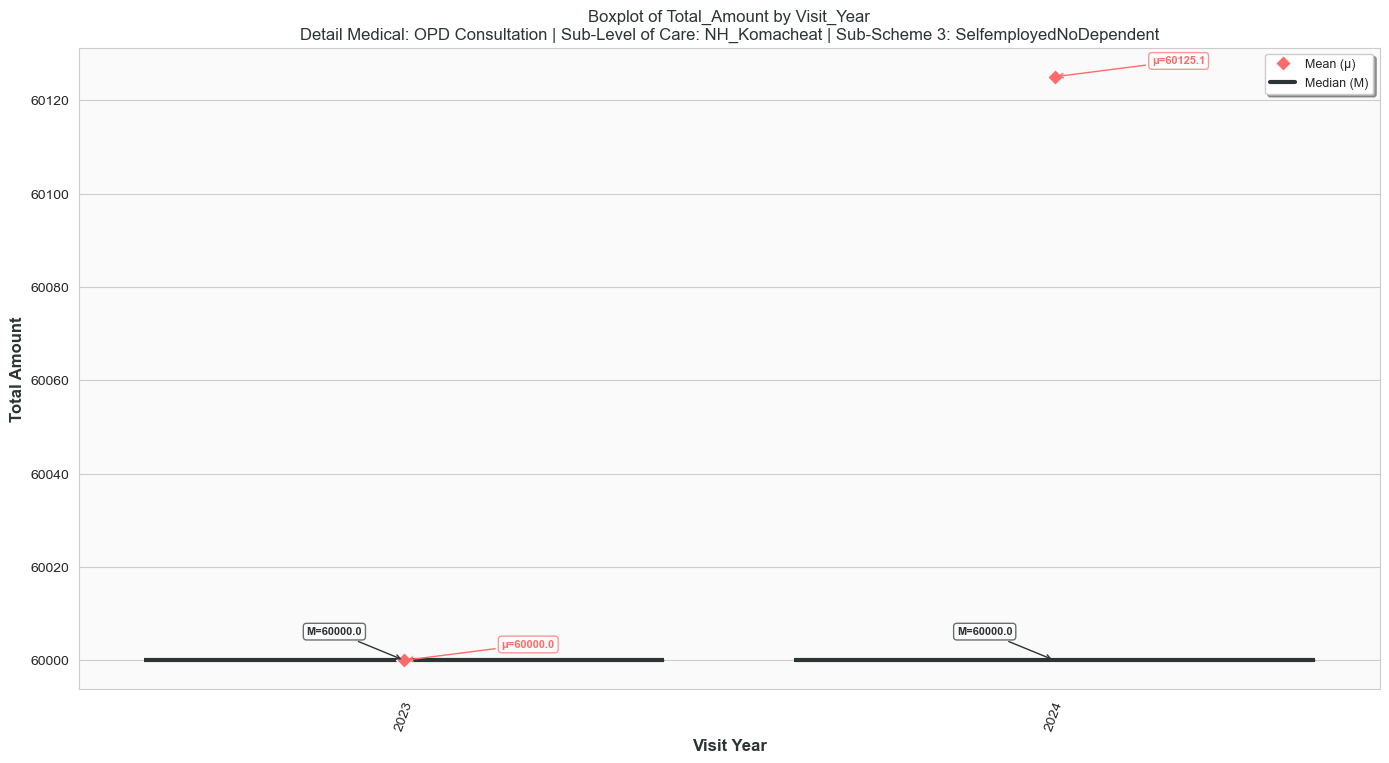 Boxplot of Total_Amount by Visit_Year
Detail Medical: OPD Consultation | Sub-Level of Care: NH_Komacheat | Sub-Scheme 3: SelfemployedNoDependent
μ=60125.1
Mean (μ)
Median (M)
60120
60100
60080
60060
60040
60020
60000
Total Amount
M=60000.0
μ=60000.0
M=60000.0
2023
2024
Visit Year